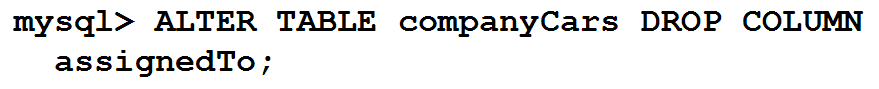 mysql> ALTER TABLE companyCars DROP COLUMN
assignedTo;